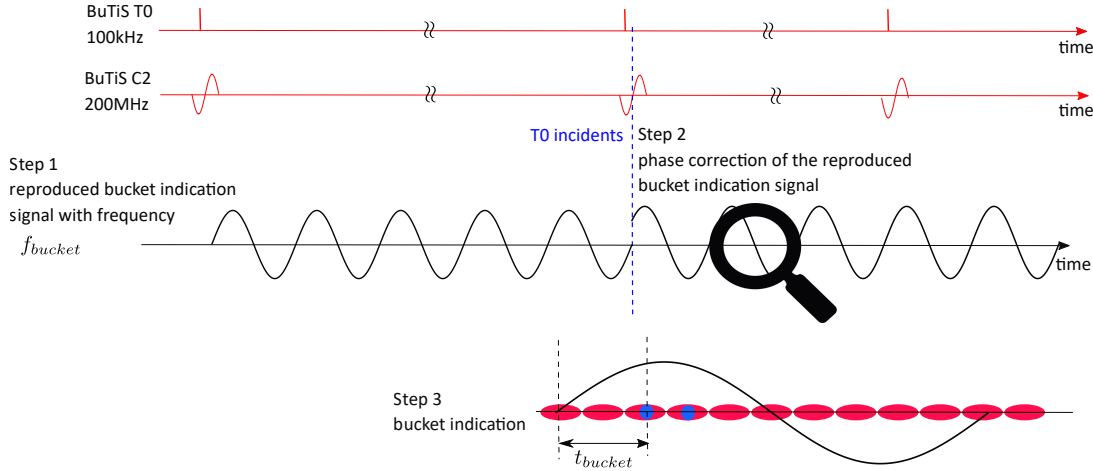 BuTiS T0
100kHz
time
BuTiS C2
200MHz
time
T0 incidents
Step 2
phase correction of the reproduced
bucket indication signal
Step 1
reproduced bucket indication
signal with frequency
f_bucket
time
Step 3
bucket indication
t_bucket